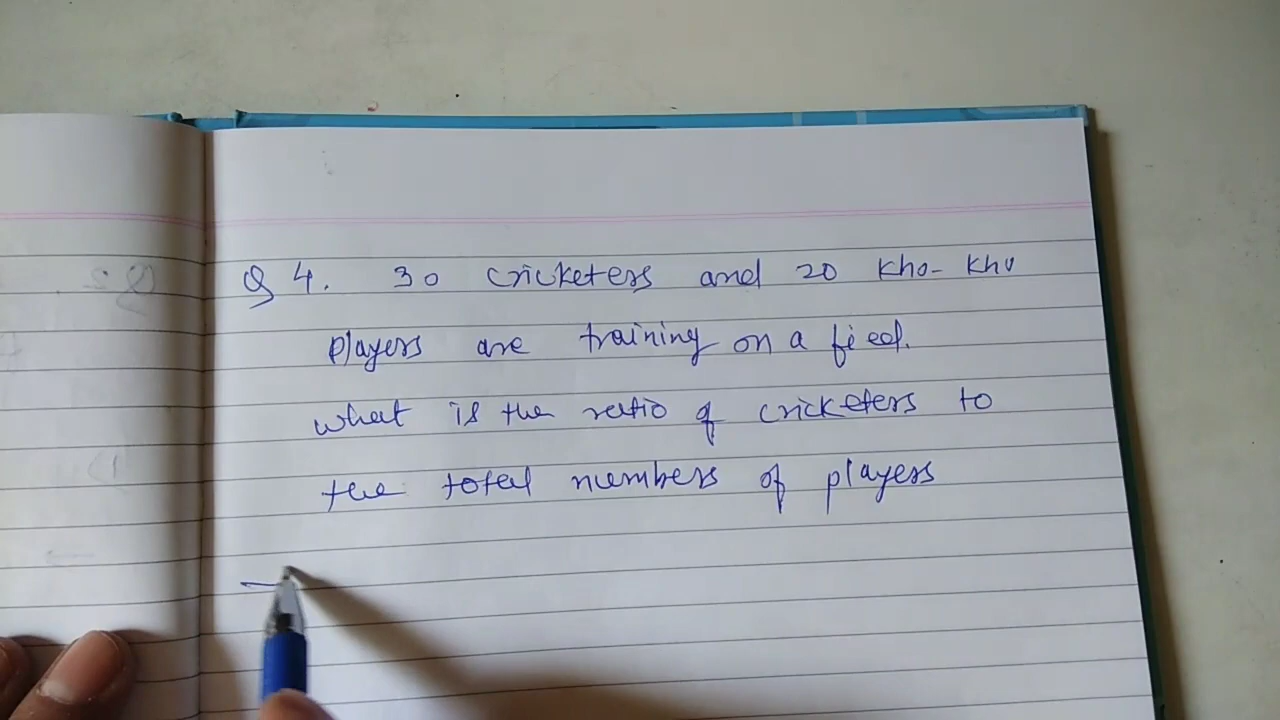 Q 4. 30 cricketers and 20 kho-kho
players are training on a fieed.
what is the ratio of cricketers to
the total numbers of players